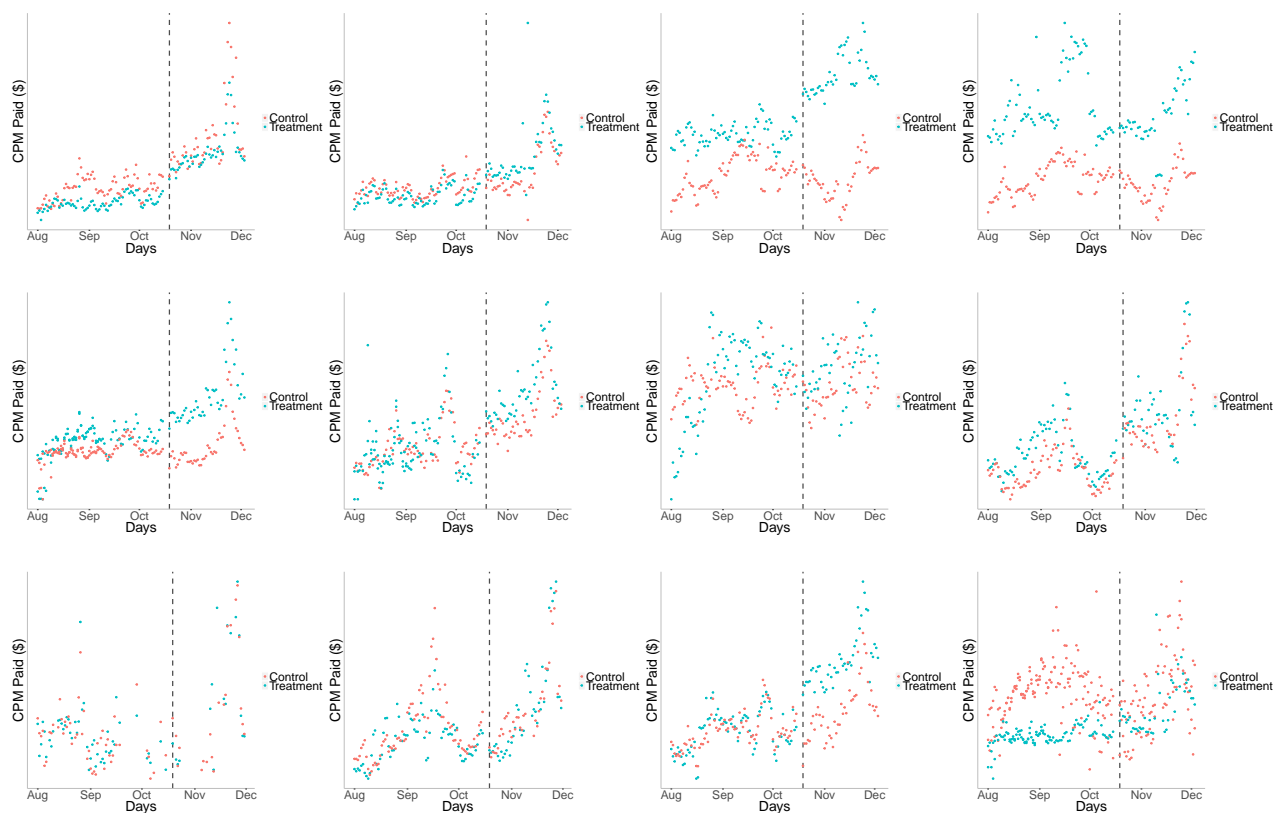 CPM Paid ($)
Control
Treatment
Aug Sep Oct Nov Dec
Days
CPM Paid ($)
Control
Treatment
Aug Sep Oct Nov Dec
Days
CPM Paid ($)
Control
Treatment
Aug Sep Oct Nov Dec
Days
CPM Paid ($)
Control
Treatment
Aug Sep Oct Nov Dec
Days
CPM Paid ($)
Control
Treatment
Aug Sep Oct Nov Dec
Days
CPM Paid ($)
Control
Treatment
Aug Sep Oct Nov Dec
Days
CPM Paid ($)
Control
Treatment
Aug Sep Oct Nov Dec
Days
CPM Paid ($)
Control
Treatment
Aug Sep Oct Nov Dec
Days
CPM Paid ($)
Control
Treatment
Aug Sep Oct Nov Dec
Days
CPM Paid ($)
Control
Treatment
Aug Sep Oct Nov Dec
Days
CPM Paid ($)
Control
Treatment
Aug Sep Oct Nov Dec
Days
CPM Paid ($)
Control
Treatment
Aug Sep Oct Nov Dec
Days